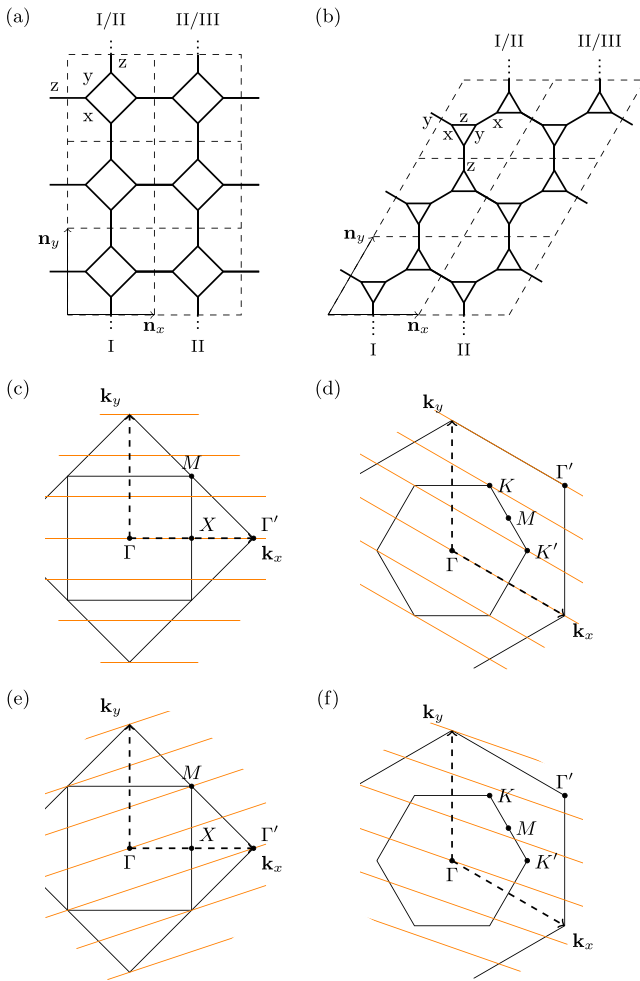 (a)
I/II
II/III
z
y
z
x
n_y
n_x
I
II
(b)
I/II
II/III
y
z
x
x
y
z
n_y
n_x
I
II
(c)
k_y
M
X
Γ′
Γ
k_x
(d)
k_y
Γ′
K
M
K′
Γ
k_x
(e)
k_y
M
X
Γ′
Γ
k_x
(f)
k_y
Γ′
K
M
K′
Γ
k_x